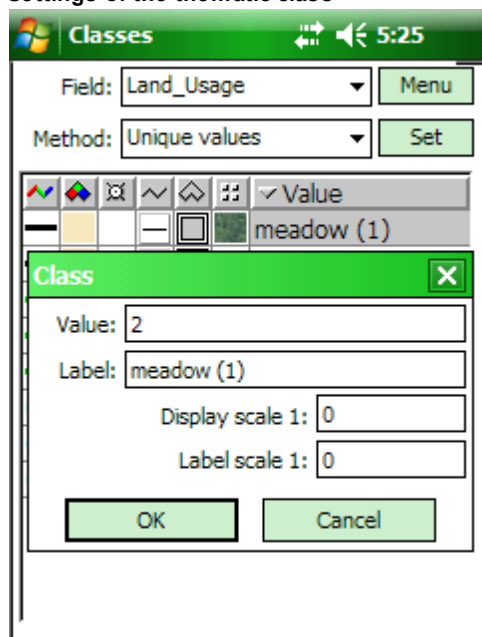 settings of the thematic class
Classes 5:25
Field: Land_Usage Menu
Method: Unique values Set
Value
meadow (1)
Class
Value: 2
Label: meadow (1)
Display scale 1: 0
Label scale 1: 0
OK Cancel